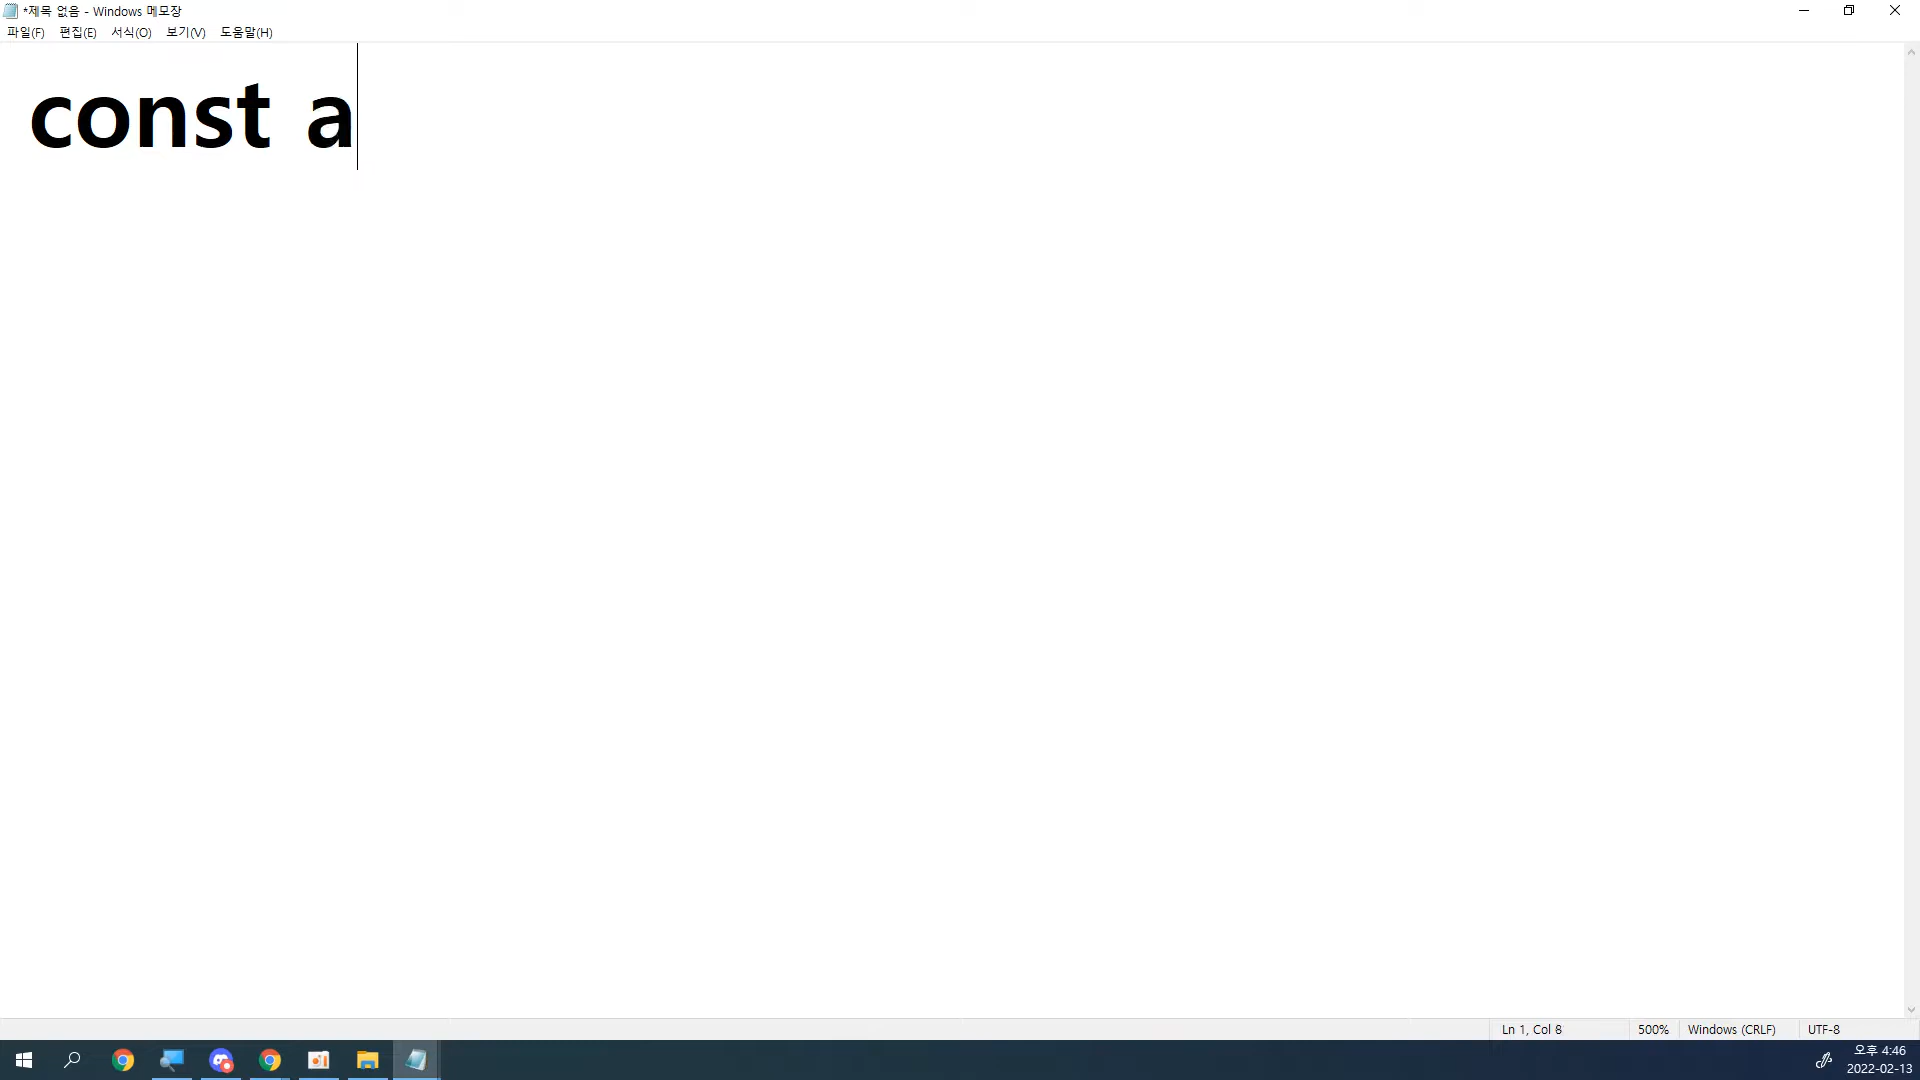 *제목 없음 - Windows 메모장
파일(F) 편집(E) 서식(O) 보기(V) 도움말(H)
const a
Ln 1, Col 8 500% Windows (CRLF) UTF-8
오후 4:46
2022-02-13